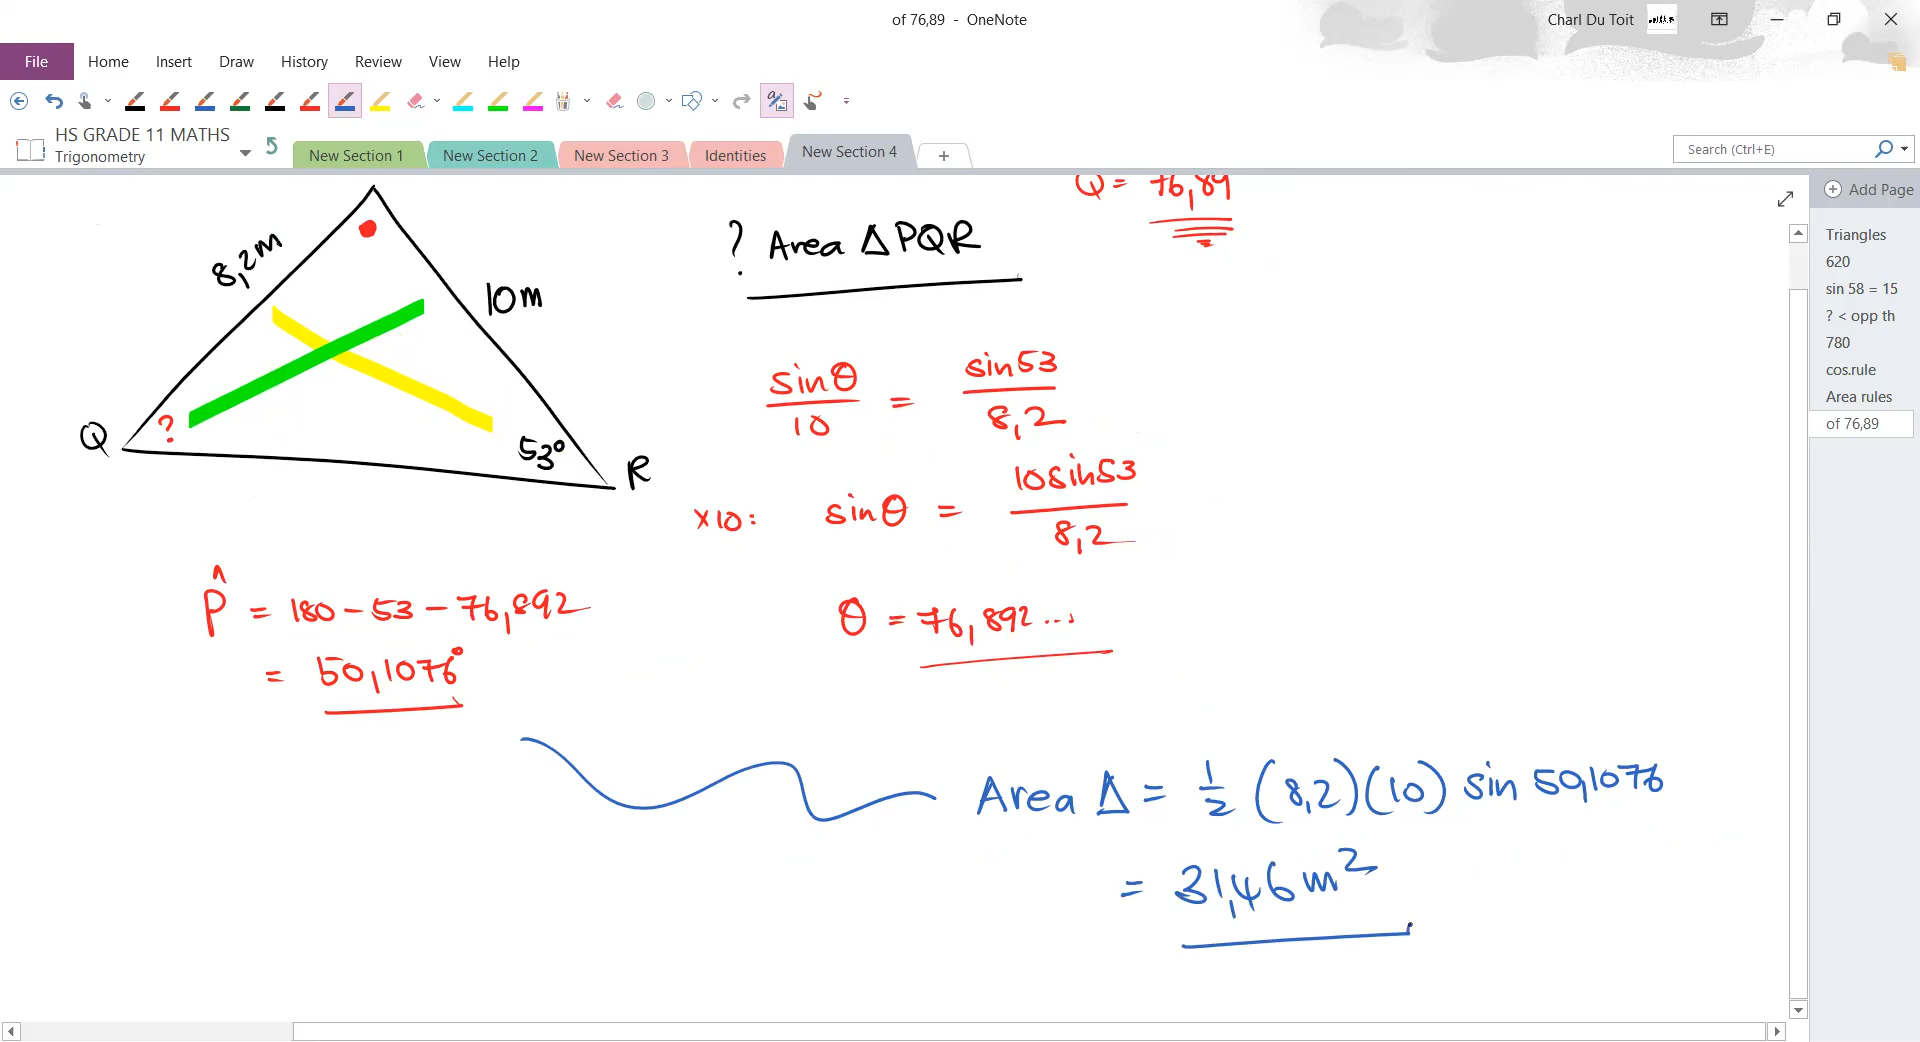 of 76,89 - OneNote
Charl Du Toit
File Home Insert Draw History Review View Help
HS GRADE 11 MATHS
Trigonometry
New Section 1 New Section 2 New Section 3 Identities New Section 4 +
Search (Ctrl+E)
Add Page
Triangles
620
sin 58 = 15
? < opp th
780
cos.rule
Area rules
of 76,89
Q = 76,89
? Area Δ PQR
8,2m
10m
Q
?
53°
R
sinθ/10 = sin53/8,2
x10: sinθ = 10sin53/8,2
θ = 76,892...
P̂ = 180 - 53 - 76,892
= 50,1076°
Area Δ = 1/2 (8,2)(10) sin 50,1076
= 31,46 m²